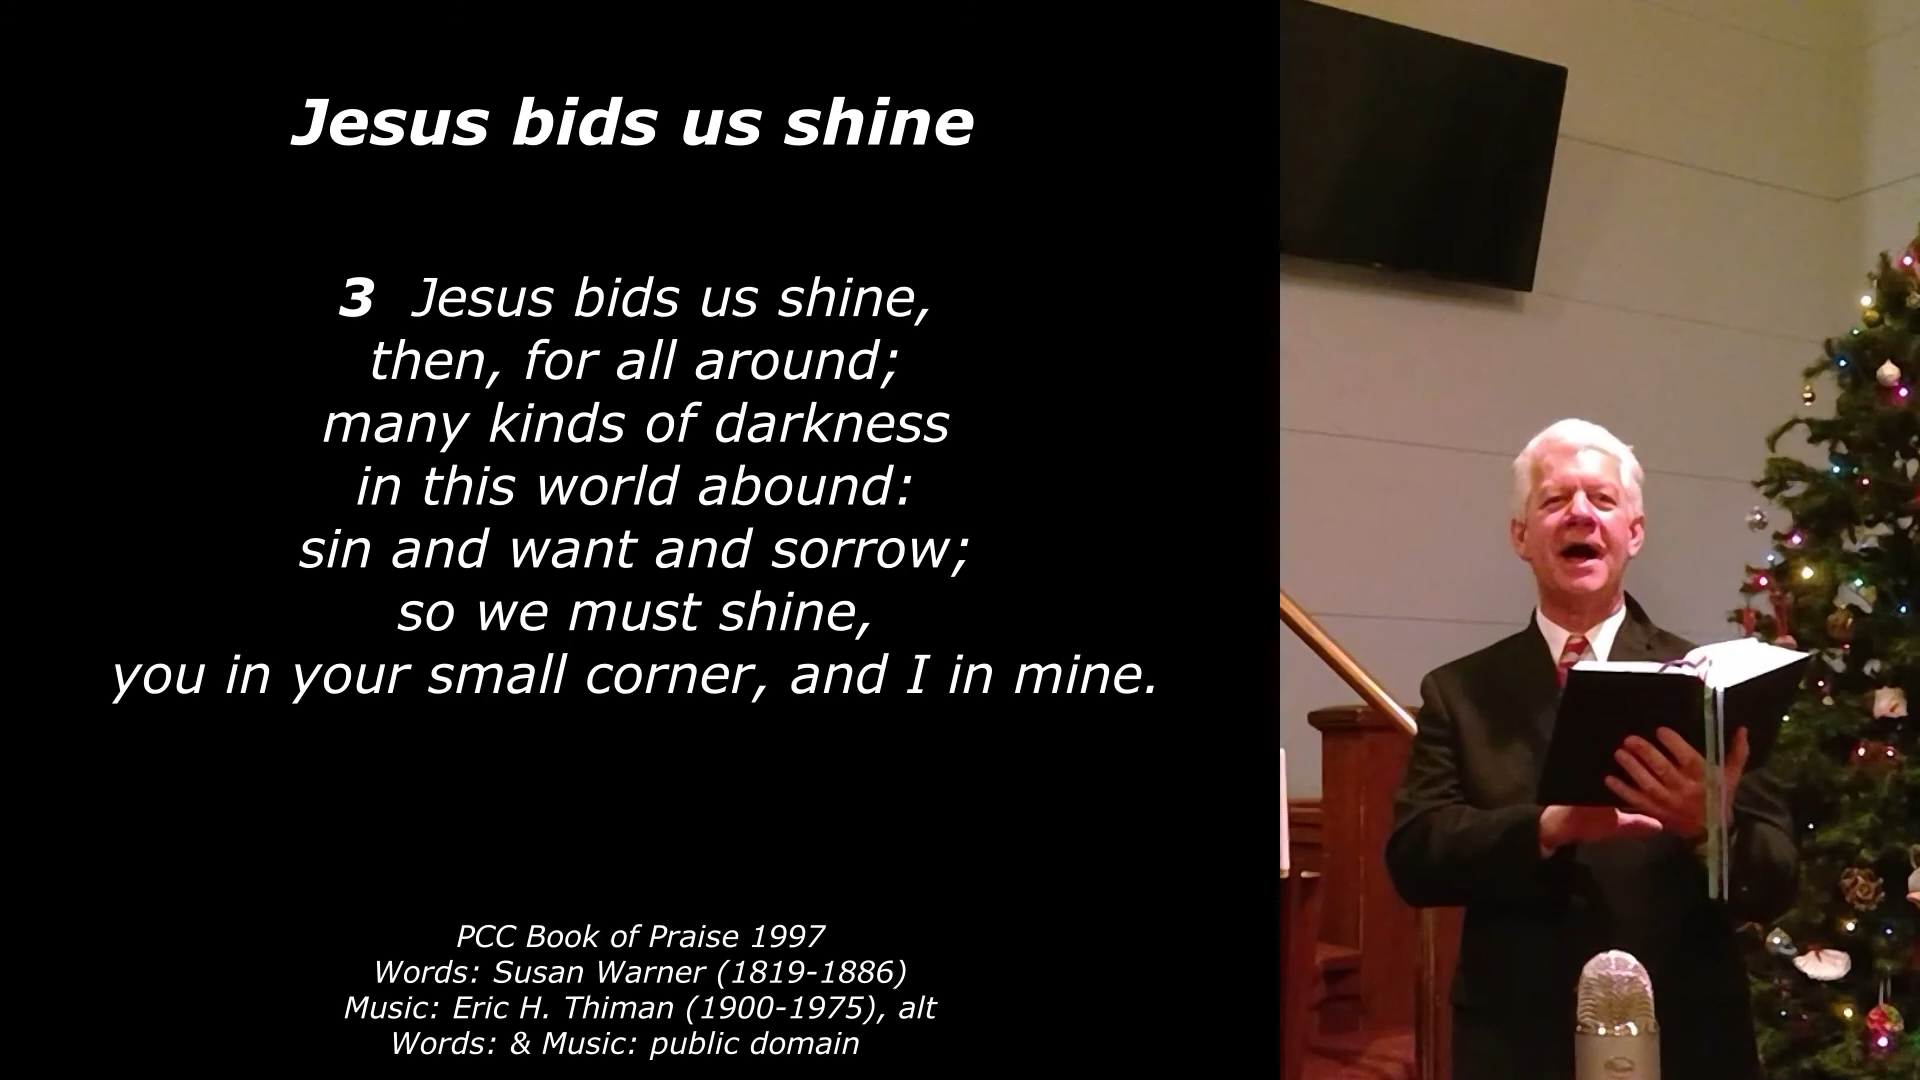 Jesus bids us shine
3 Jesus bids us shine,
then, for all around;
many kinds of darkness
in this world abound:
sin and want and sorrow;
so we must shine,
you in your small corner, and I in mine.
PCC Book of Praise 1997
Words: Susan Warner (1819-1886)
Music: Eric H. Thiman (1900-1975), alt
Words: & Music: public domain